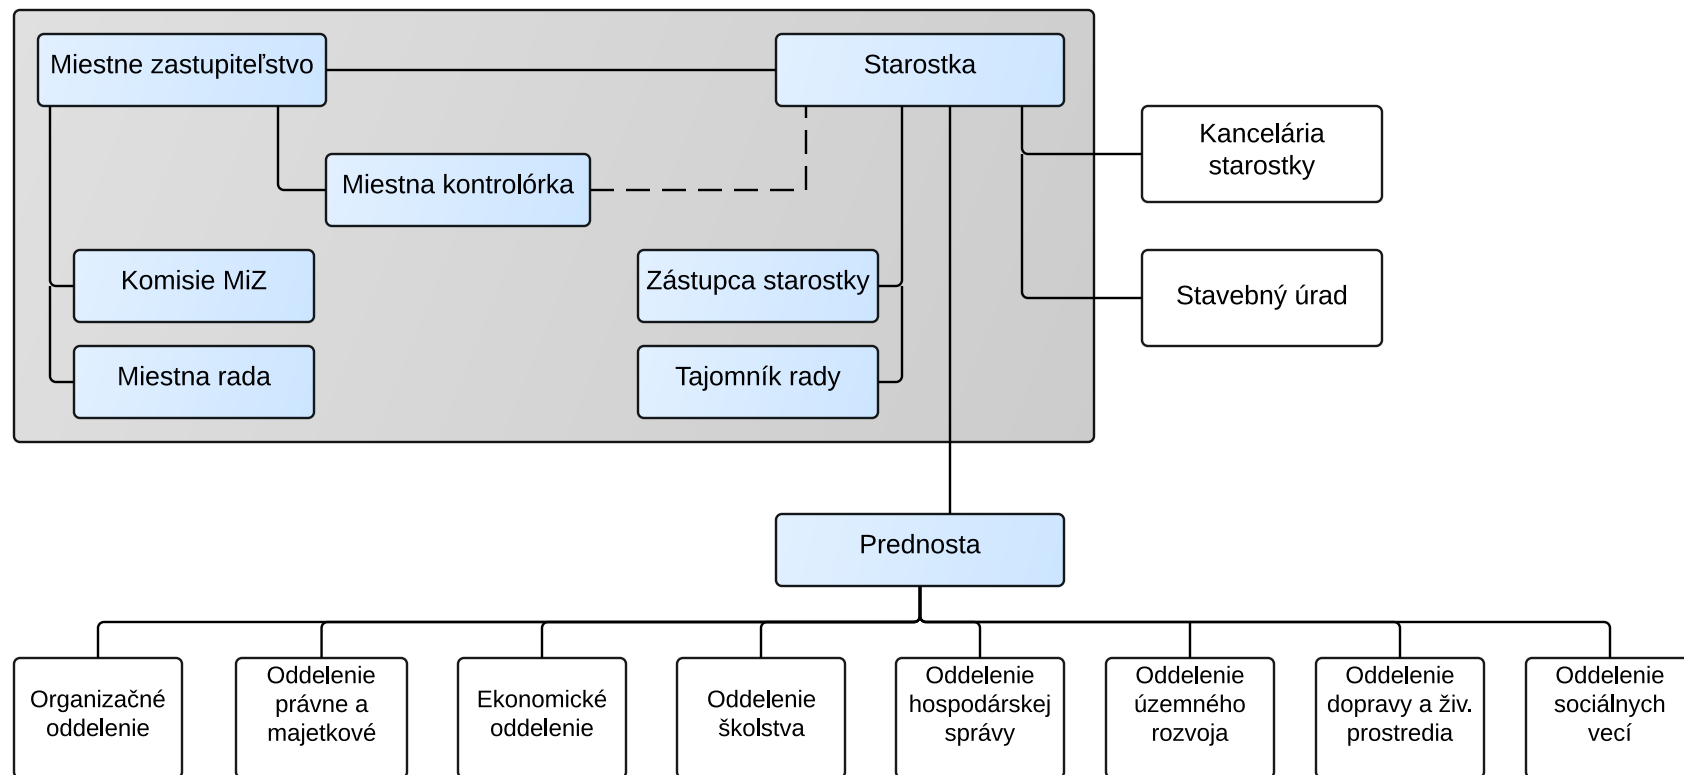 Miestne zastupiteľstvo
Starostka
Kancelária
starostky
Miestna kontrolórka
Komisie MiZ
Zástupca starostky
Stavebný úrad
Miestna rada
Tajomník rady
Prednosta
Organizačné
oddelenie
Oddelenie
právne a
majetkové
Ekonomické
oddelenie
Oddelenie
školstva
Oddelenie
hospodárskej
správy
Oddelenie
územného
rozvoja
Oddelenie
dopravy a živ.
prostredia
Oddelenie
sociálnych
vecí